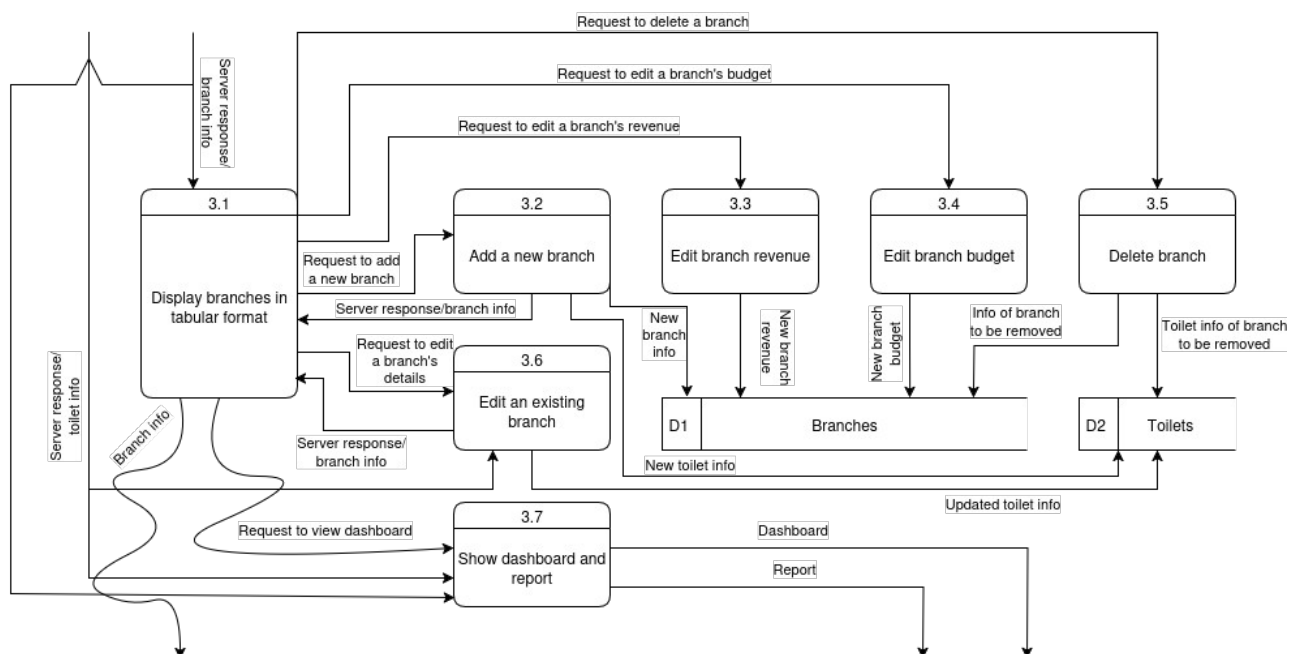 Request to delete a branch
Request to edit a branch's budget
Server response/
branch info
Request to edit a branch's revenue
3.1
Display branches in
tabular format
3.2
Add a new branch
3.3
Edit branch revenue
3.4
Edit branch budget
3.5
Delete branch
Request to add
a new branch
Server response/branch info
New
branch
info
New branch
revenue
New branch
budget
Info of branch
to be removed
Toilet info of branch
to be removed
Request to edit
a branch's
details
3.6
Edit an existing
branch
Server response/
toilet info
Branch info
Server response/
branch info
D1
Branches
D2
Toilets
New toilet info
Updated toilet info
3.7
Show dashboard and
report
Request to view dashboard
Dashboard
Report